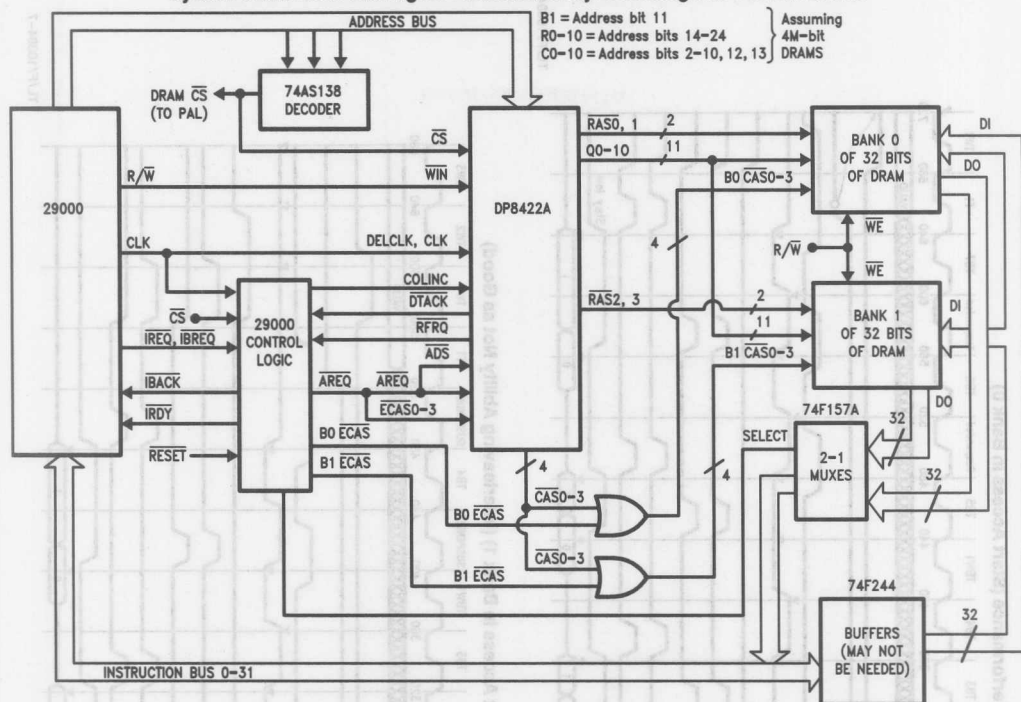 ADDRESS BUS
B1 = Address bit 11
R0-10 = Address bits 14-24
C0-10 = Address bits 2-10, 12, 13
Assuming
4M-bit
DRAMS
74AS138
DECODER
DRAM CS
(TO PAL)
29000
R/W
CLK
CS
IREQ, IBREQ
IBACK
IRDY
RESET
29000
CONTROL
LOGIC
CS
WIN
DELCLK, CLK
COLINC
DTACK
RFRQ
ADS
AREQ
AREQ
ECAS0-3
B0 ECAS
B1 ECAS
DP8422A
RAS0, 1
2
Q0-10
11
B0 CAS0-3
4
RAS2, 3
2
11
B1 CAS0-3
BANK 0
OF 32 BITS
OF DRAM
DI
DO
WE
R/W
WE
BANK 1
OF 32 BITS
OF DRAM
DI
DO
74F157A
SELECT
2-1
MUXES
32
32
4
CAS0-3
B0 ECAS
CAS0-3
B1 ECAS
4
74F244
BUFFERS
(MAY NOT
BE NEEDED)
32
INSTRUCTION BUS 0-31